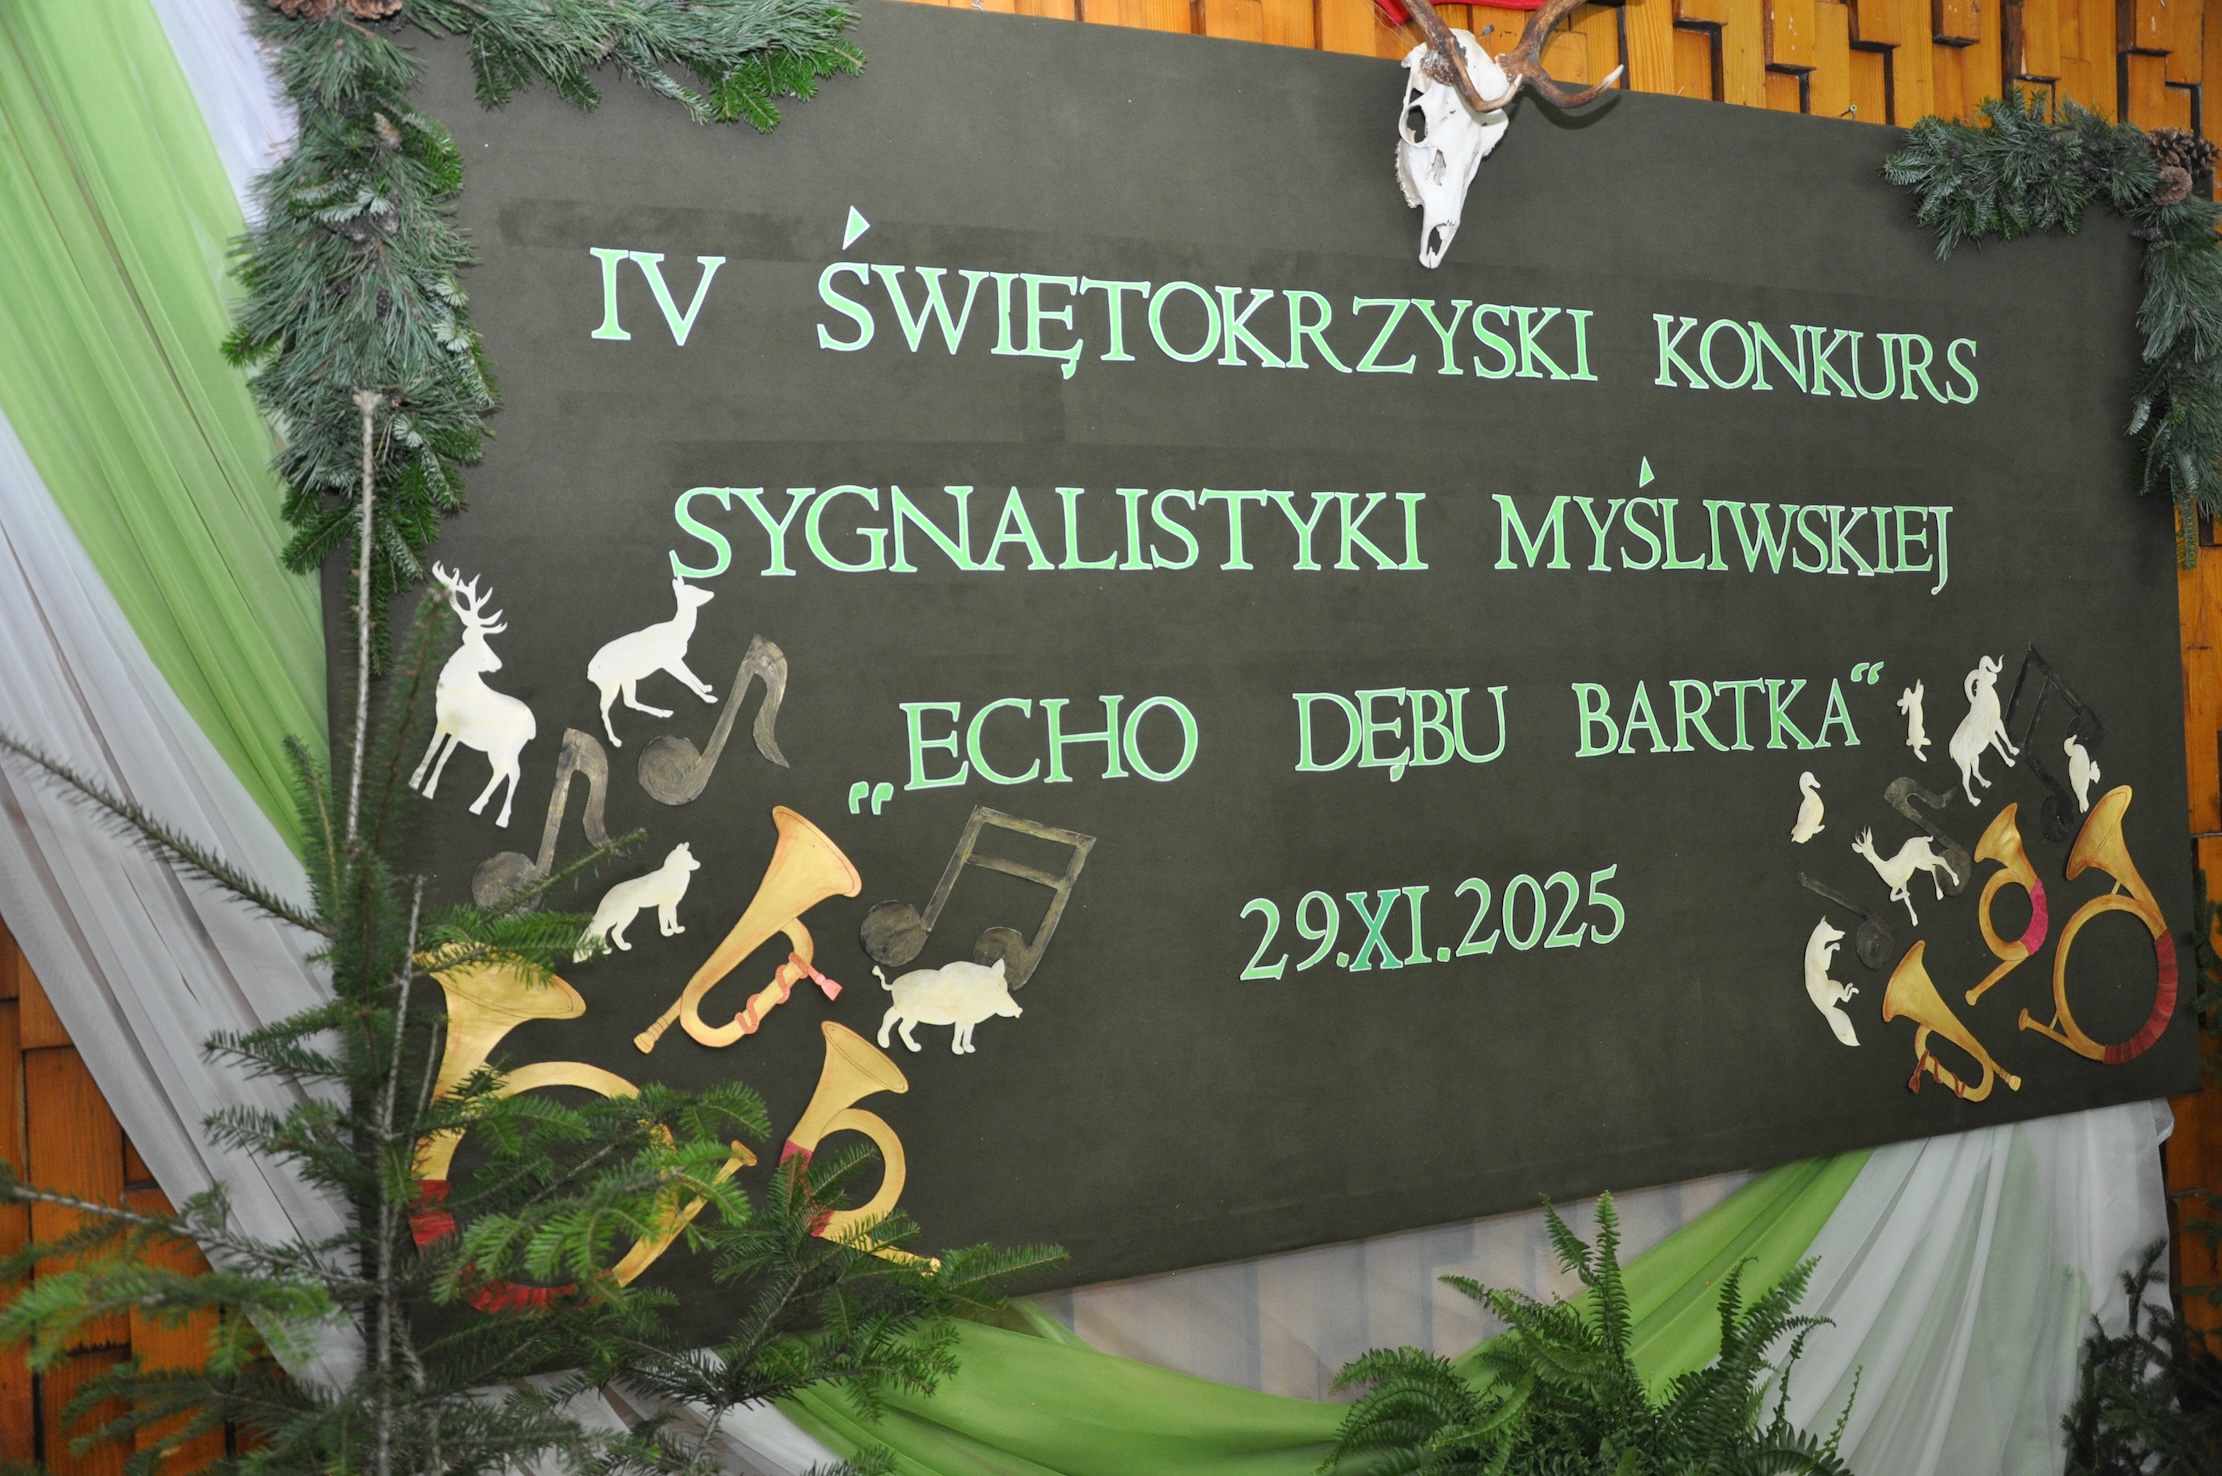 IV ŚWIĘTOKRZYSKI KONKURS
SYGNALISTYKI MYŚLIWSKIEJ
„ECHO DĘBU BARTKA“
29.XI.2025